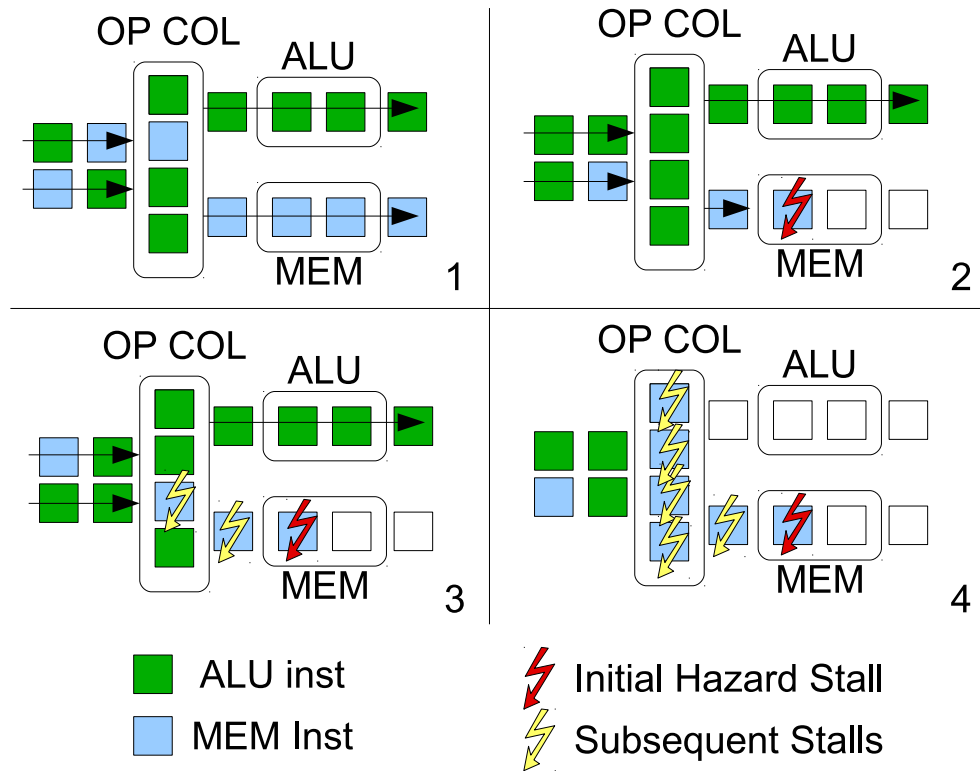 OP COL
ALU
MEM
1
OP COL
ALU
MEM
2
OP COL
ALU
MEM
3
OP COL
ALU
MEM
4
ALU inst
MEM Inst
Initial Hazard Stall
Subsequent Stalls